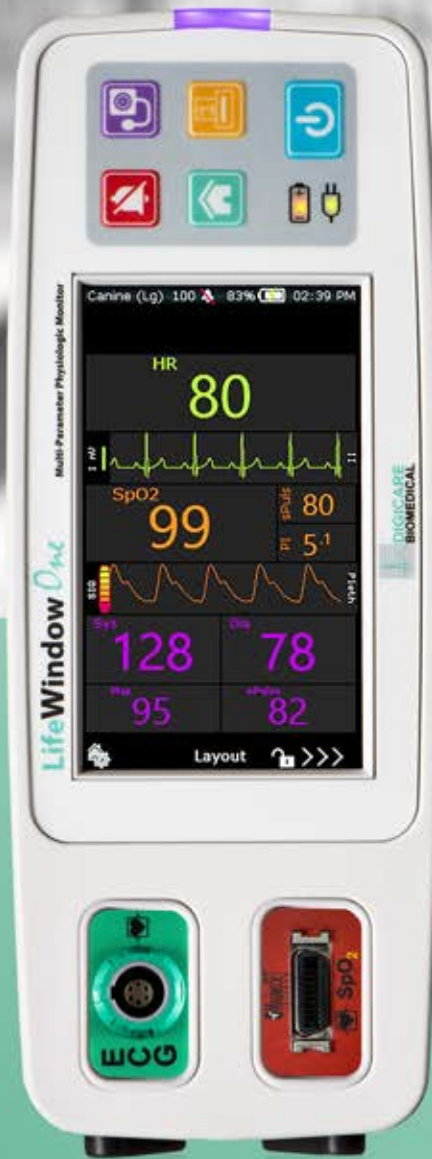 Canine (Lg) 100 83% 02:39 PM
HR
80
1 mV
II
SpO2
99
sPuls
80
PI
5.1
SIQ
Pleth
Sys
128
Dia
78
Map
95
nPulse
82
Layout >>>
Multi-Parameter Physiologic Monitor
LifeWindow One
DIGICARE
BIOMEDICAL
ECG
SpO2